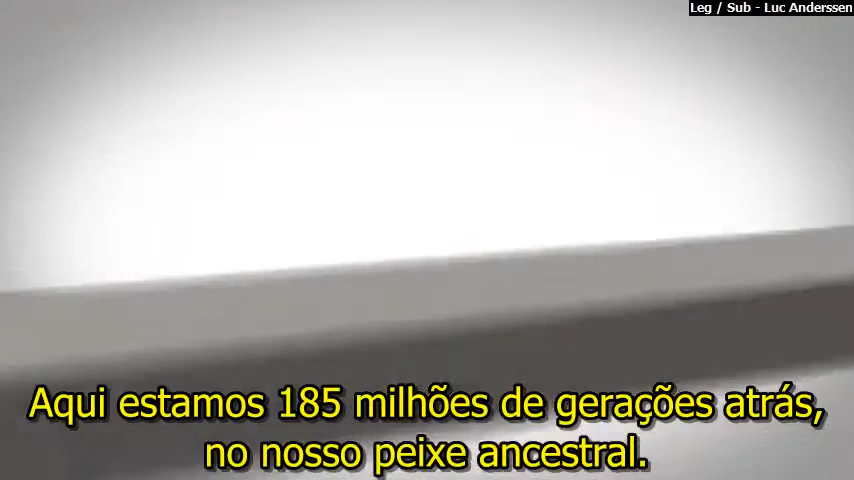 Leg / Sub - Luc Anderssen
Aqui estamos 185 milhões de gerações atrás,
no nosso peixe ancestral.